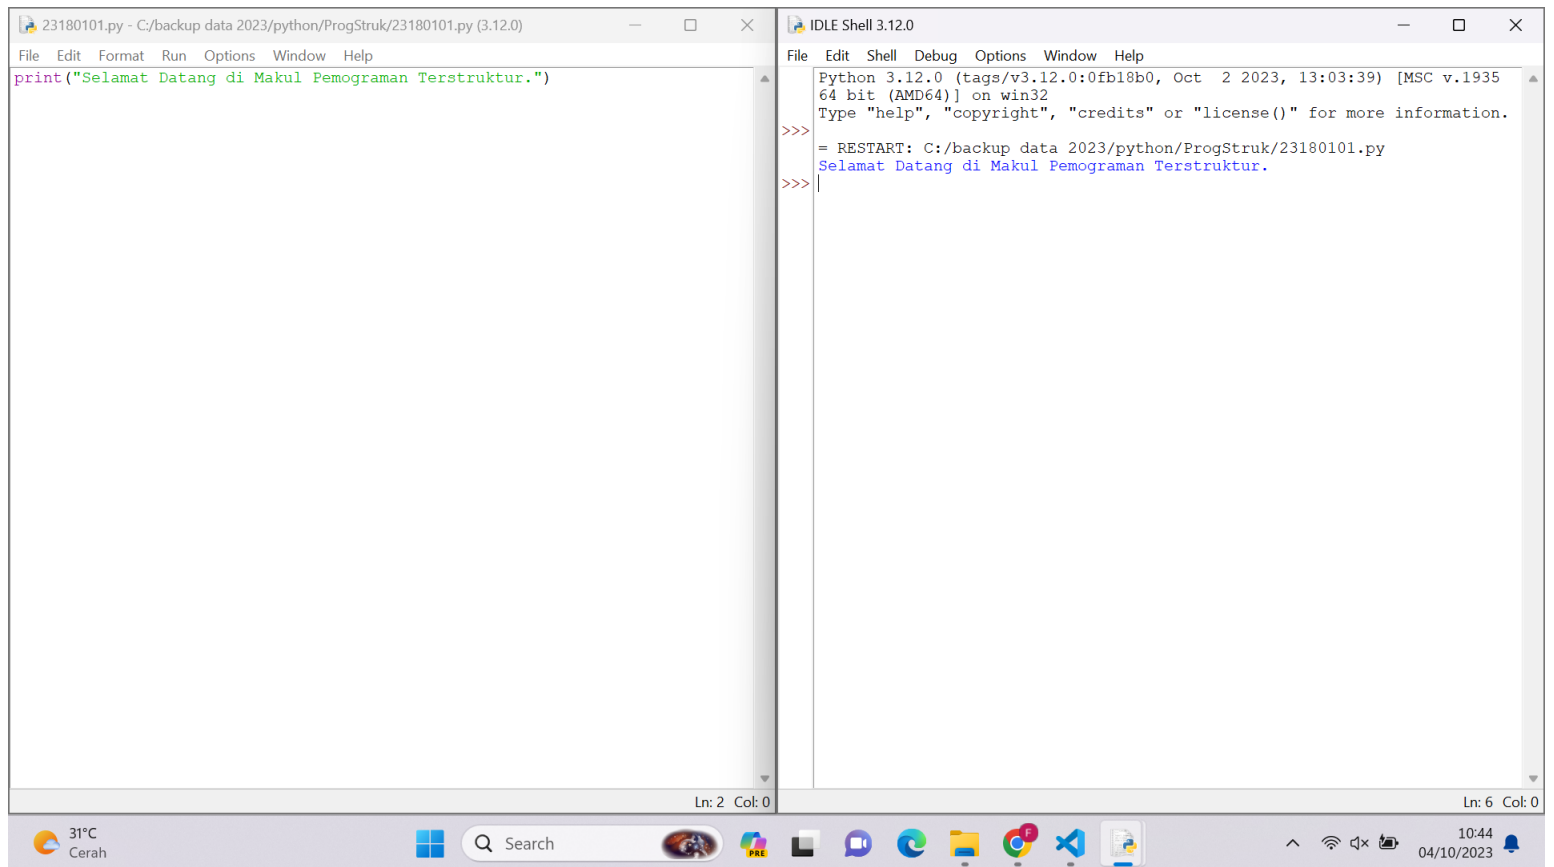 23180101.py - C:/backup data 2023/python/ProgStruk/23180101.py (3.12.0)
File Edit Format Run Options Window Help
print("Selamat Datang di Makul Pemograman Terstruktur.")
Ln: 2 Col: 0
IDLE Shell 3.12.0
File Edit Shell Debug Options Window Help
Python 3.12.0 (tags/v3.12.0:0fb18b0, Oct  2 2023, 13:03:39) [MSC v.1935
64 bit (AMD64)] on win32
Type "help", "copyright", "credits" or "license()" for more information.
>>>
= RESTART: C:/backup data 2023/python/ProgStruk/23180101.py
Selamat Datang di Makul Pemograman Terstruktur.
>>>
Ln: 6 Col: 0
31°C
Cerah
Search
PRE
F
10:44
04/10/2023